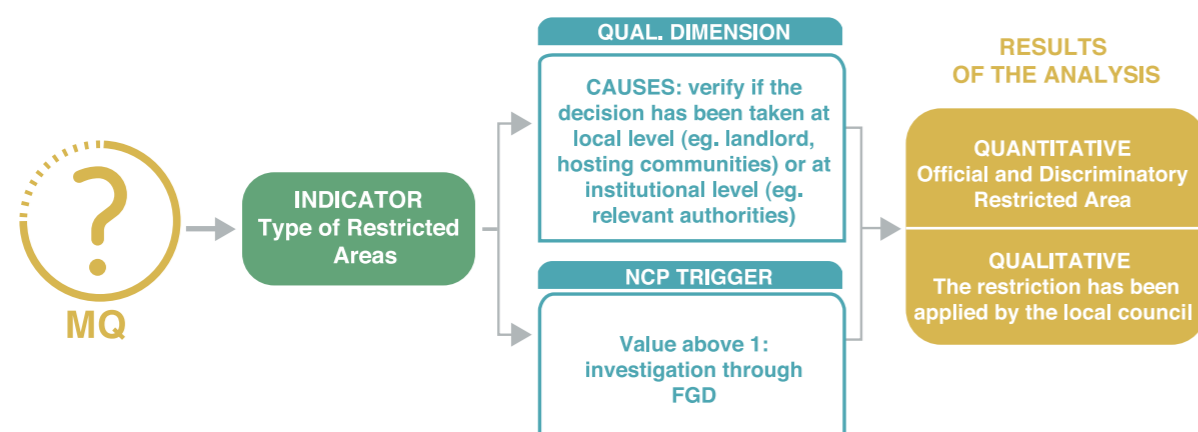 ?
MQ
INDICATOR
Type of Restricted
Areas
QUAL. DIMENSION
CAUSES: verify if the
decision has been taken at
local level (eg. landlord,
hosting communities) or at
institutional level (eg.
relevant authorities)
NCP TRIGGER
Value above 1:
investigation through
FGD
RESULTS
OF THE ANALYSIS
QUANTITATIVE
Official and Discriminatory
Restricted Area
QUALITATIVE
The restriction has been
applied by the local council